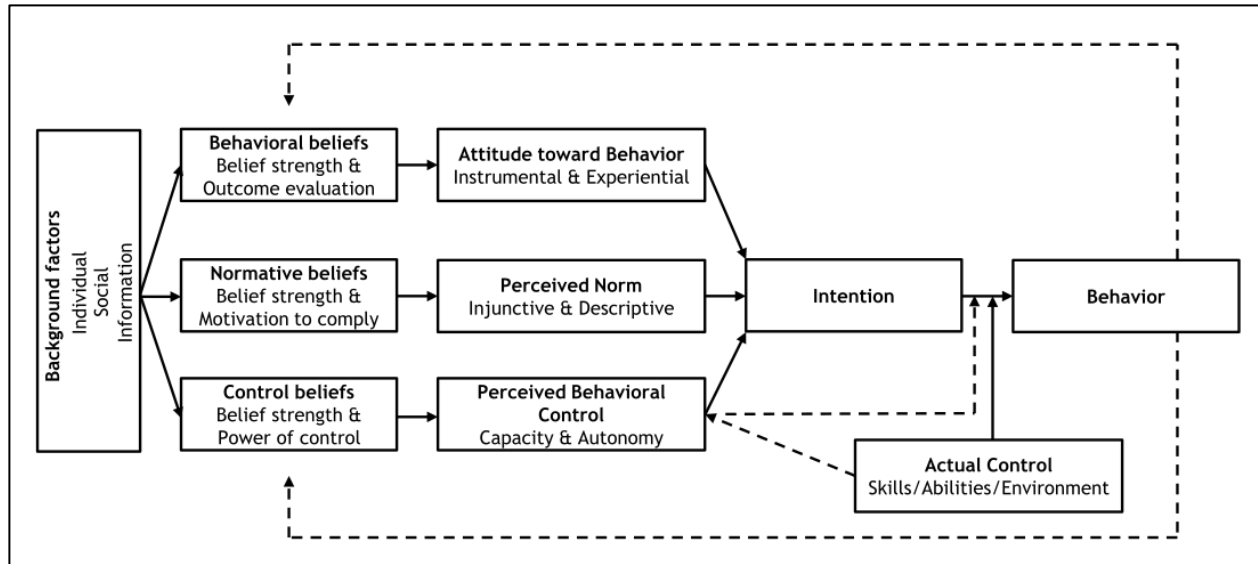 Background factors
Individual
Social
Information
Behavioral beliefs
Belief strength &
Outcome evaluation
Attitude toward Behavior
Instrumental & Experiential
Normative beliefs
Belief strength &
Motivation to comply
Perceived Norm
Injunctive & Descriptive
Intention
Behavior
Control beliefs
Belief strength &
Power of control
Perceived Behavioral
Control
Capacity & Autonomy
Actual Control
Skills/Abilities/Environment